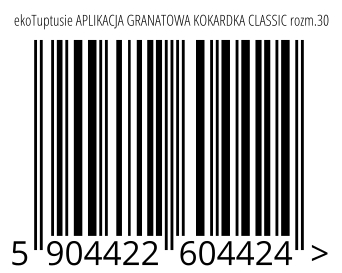 ekoTuptusie APLIKACJA GRANATOWA KOKARDKA CLASSIC rozm.30
5 904422 604424 >